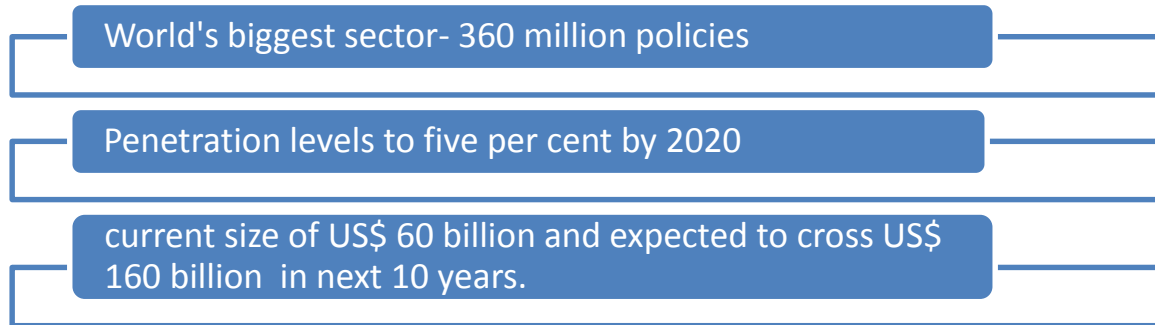 World's biggest sector- 360 million policies
Penetration levels to five per cent by 2020
current size of US$ 60 billion and expected to cross US$
160 billion  in next 10 years.